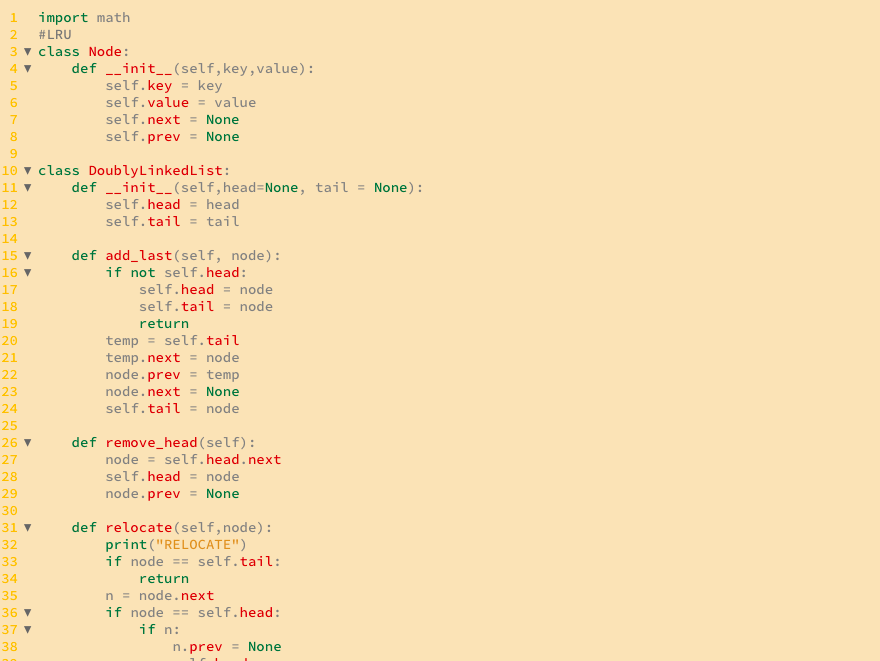 1 import math
2 #LRU
3 ▼ class Node:
4 ▼     def __init__(self,key,value):
5         self.key = key
6         self.value = value
7         self.next = None
8         self.prev = None
9
10 ▼ class DoublyLinkedList:
11 ▼     def __init__(self,head=None, tail = None):
12         self.head = head
13         self.tail = tail
14
15 ▼     def add_last(self, node):
16 ▼         if not self.head:
17             self.head = node
18             self.tail = node
19             return
20         temp = self.tail
21         temp.next = node
22         node.prev = temp
23         node.next = None
24         self.tail = node
25
26 ▼     def remove_head(self):
27         node = self.head.next
28         self.head = node
29         node.prev = None
30
31 ▼     def relocate(self,node):
32         print("RELOCATE")
33         if node == self.tail:
34             return
35         n = node.next
36 ▼         if node == self.head:
37 ▼             if n:
38                 n.prev = None